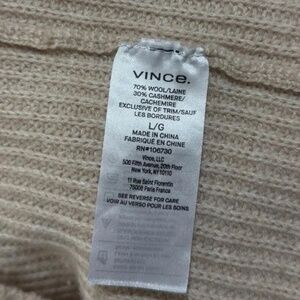 VINCE.
70% WOOL/LAINE
30% CASHMERE/
CACHEMIRE
EXCLUSIVE OF TRIM/SAUF
LES BORDURES
L/G
MADE IN CHINA
FABRIQUÉ EN CHINE
RN#106730
Vince, LLC
500 Fifth Avenue, 20th Floor
New York, NY10110
11 Rue Saint Florentin
75008 Paris France
SEE REVERSE FOR CARE
VOIR AU VERSO POUR LES SOINS